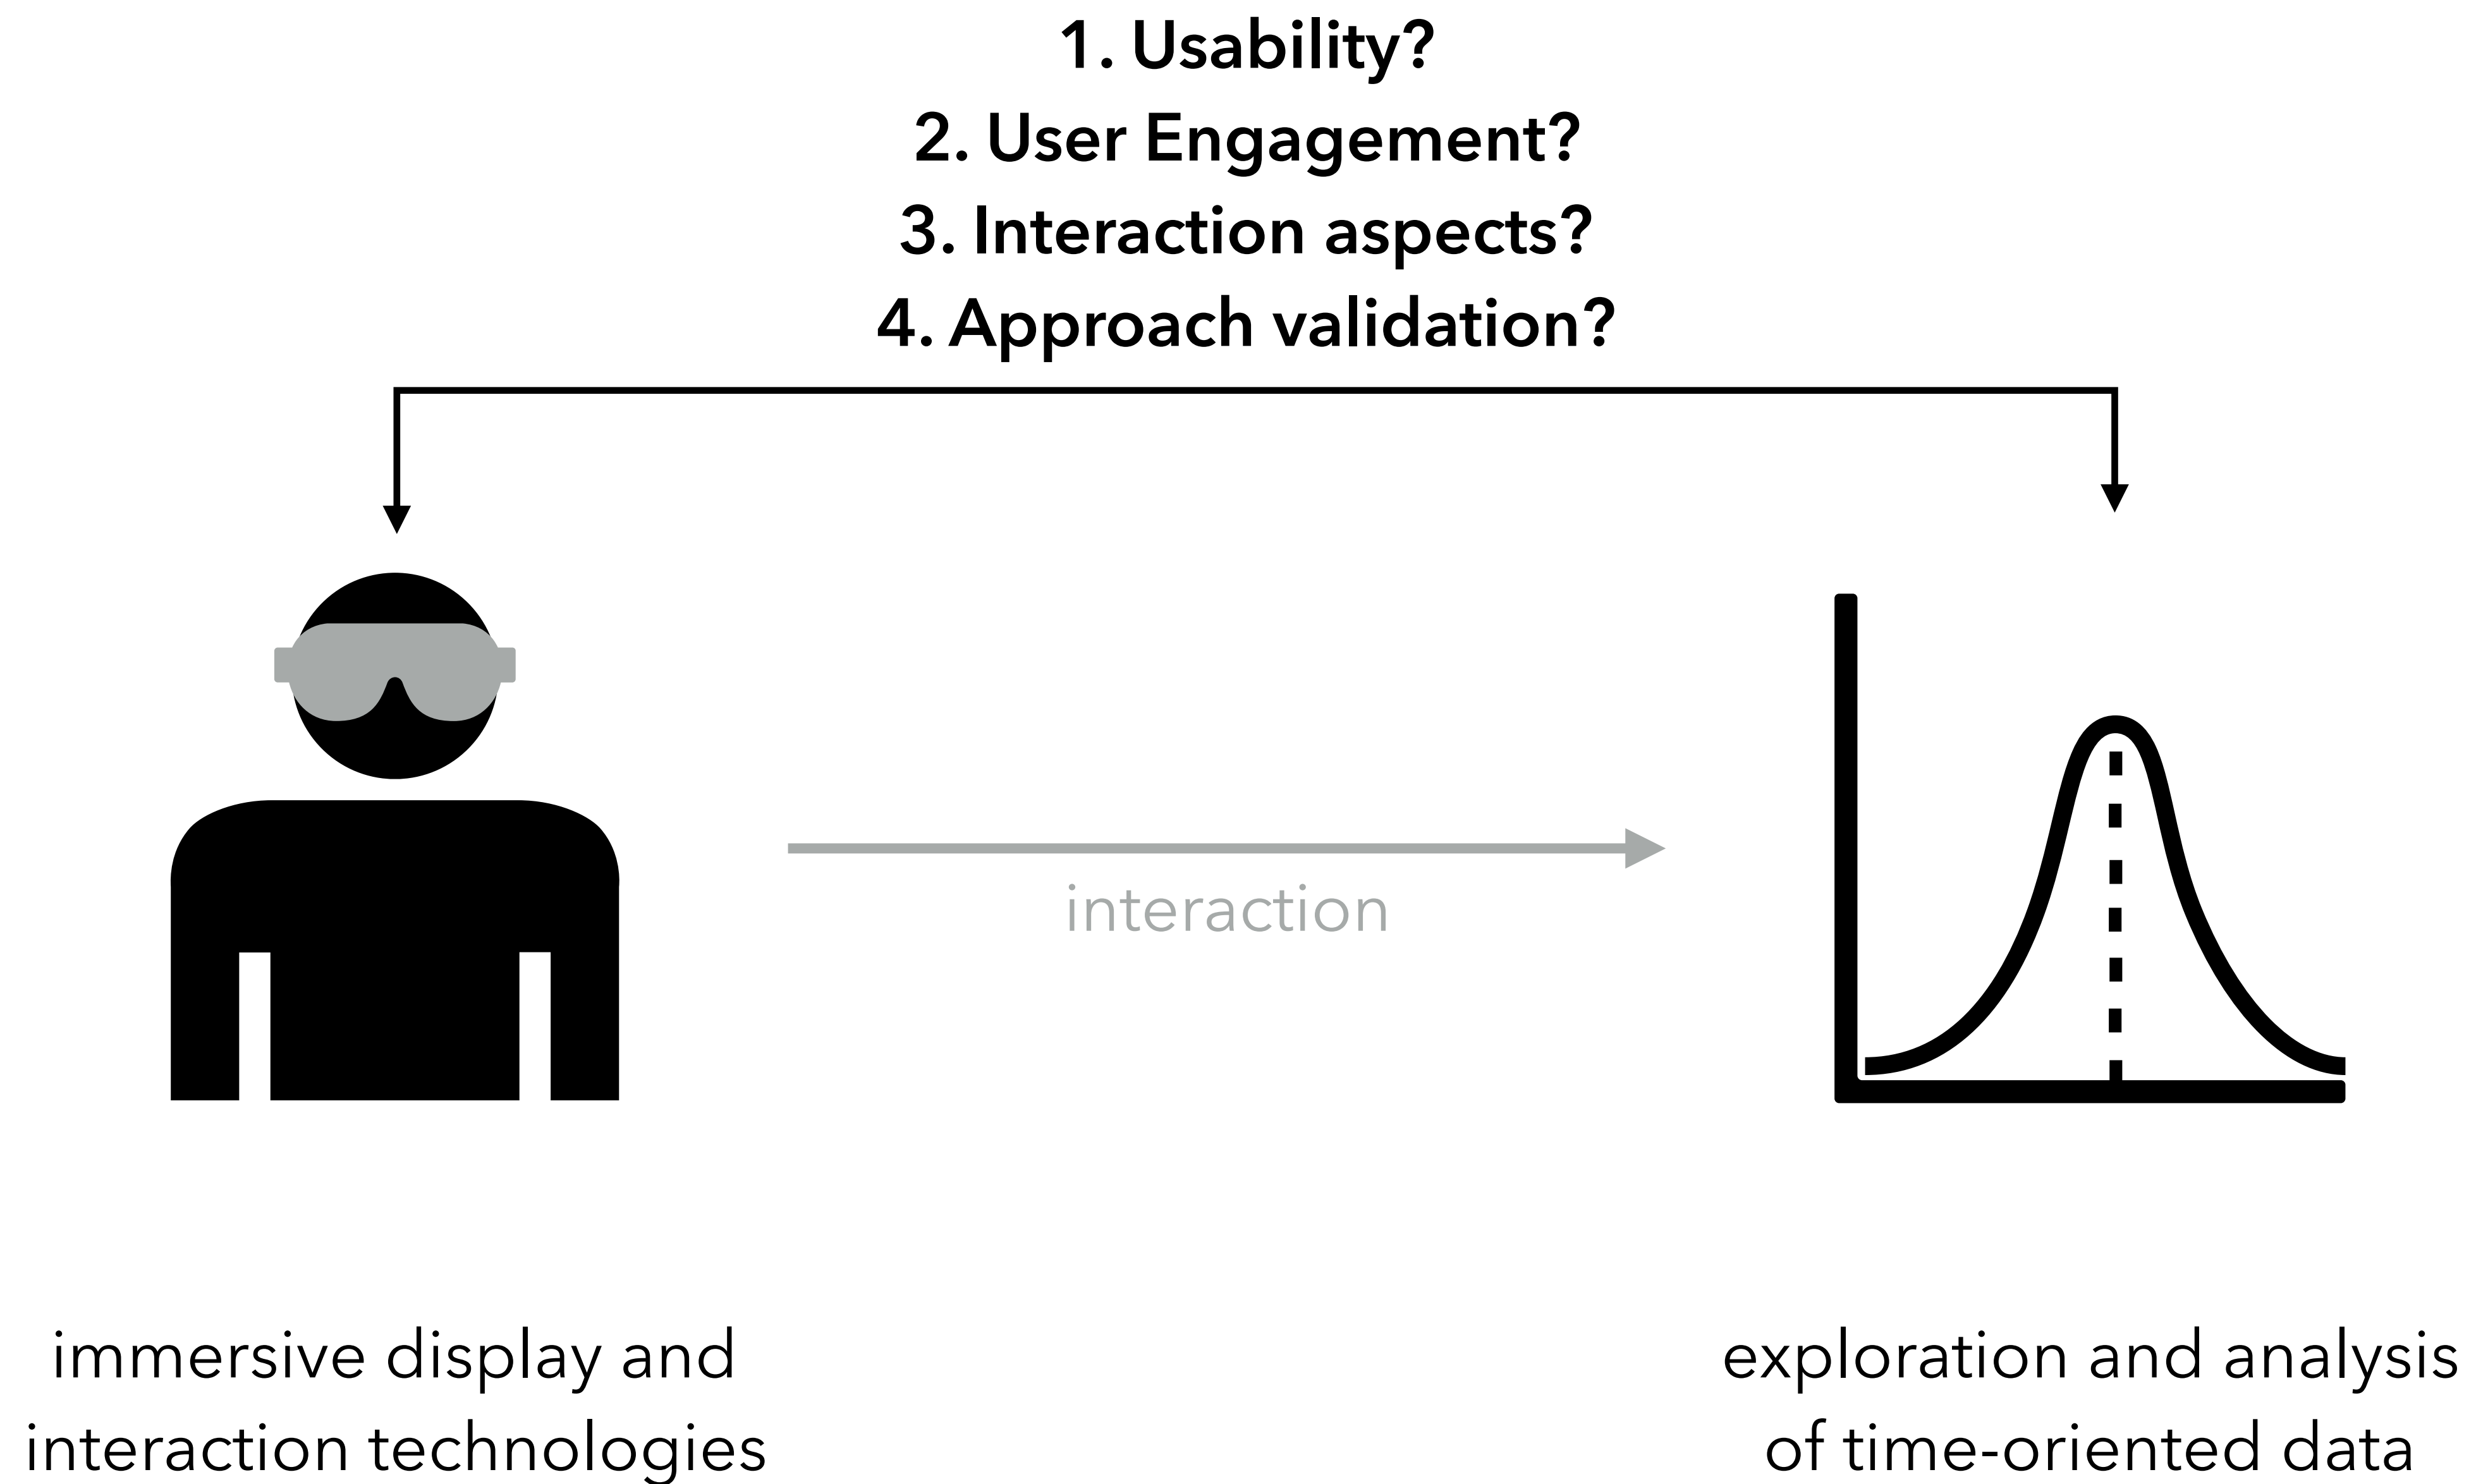 1. Usability?
2. User Engagement?
3. Interaction aspects?
4. Approach validation?
interaction
immersive display and
interaction technologies
exploration and analysis
of time-oriented data